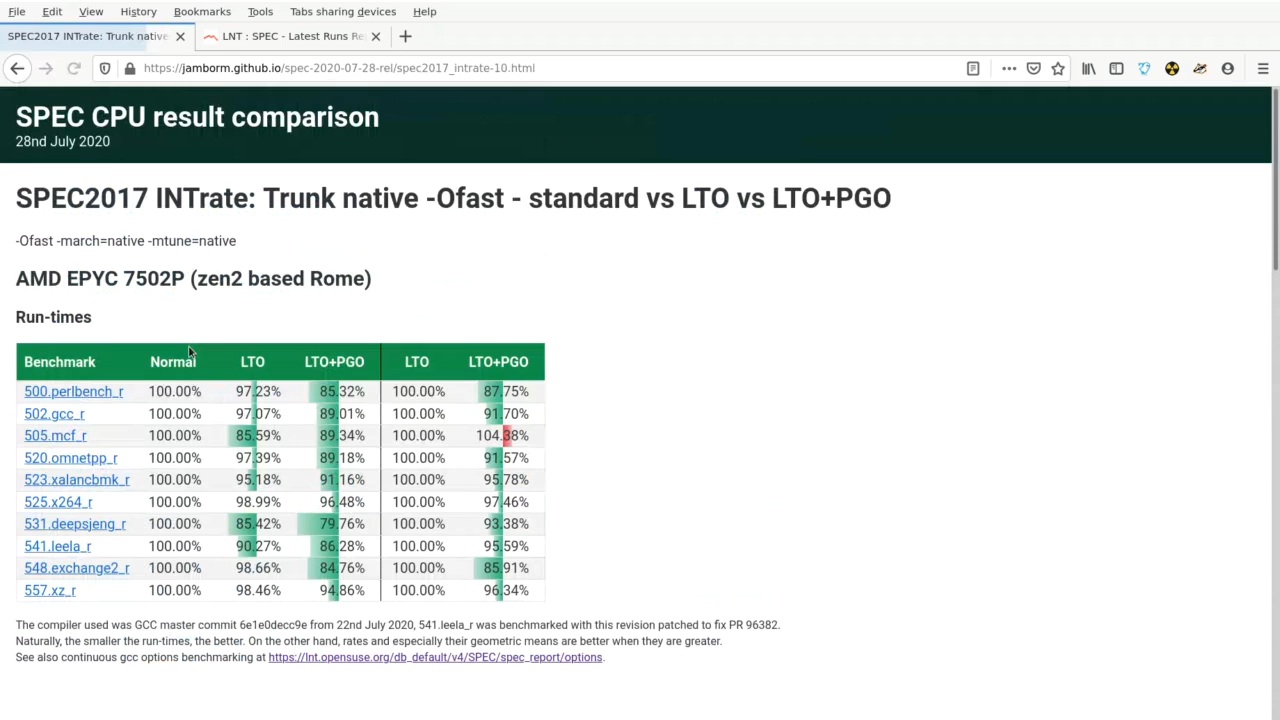 File Edit View History Bookmarks Tools Tabs sharing devices Help
SPEC2017 INTrate: Trunk native LNT : SPEC - Latest Runs Re
https://jamborm.github.io/spec-2020-07-28-rel/spec2017_intrate-10.html
SPEC CPU result comparison
28nd July 2020
SPEC2017 INTrate: Trunk native -Ofast - standard vs LTO vs LTO+PGO
-Ofast -march=native -mtune=native
AMD EPYC 7502P (zen2 based Rome)
Run-times
Benchmark Normal LTO LTO+PGO LTO LTO+PGO
500.perlbench_r 100.00% 97.23% 85.32% 100.00% 87.75%
502.gcc_r 100.00% 97.07% 89.01% 100.00% 91.70%
505.mcf_r 100.00% 85.59% 89.34% 100.00% 104.38%
520.omnetpp_r 100.00% 97.39% 89.18% 100.00% 91.57%
523.xalancbmk_r 100.00% 95.18% 91.16% 100.00% 95.78%
525.x264_r 100.00% 98.99% 96.48% 100.00% 97.46%
531.deepsjeng_r 100.00% 85.42% 79.76% 100.00% 93.38%
541.leela_r 100.00% 90.27% 86.28% 100.00% 95.59%
548.exchange2_r 100.00% 98.66% 84.76% 100.00% 85.91%
557.xz_r 100.00% 98.46% 94.86% 100.00% 96.34%
The compiler used was GCC master commit 6e1e0decc9e from 22nd July 2020, 541.leela_r was benchmarked with this revision patched to fix PR 96382.
Naturally, the smaller the run-times, the better. On the other hand, rates and especially their geometric means are better when they are greater.
See also continuous gcc options benchmarking at https://lnt.opensuse.org/db_default/v4/SPEC/spec_report/options.